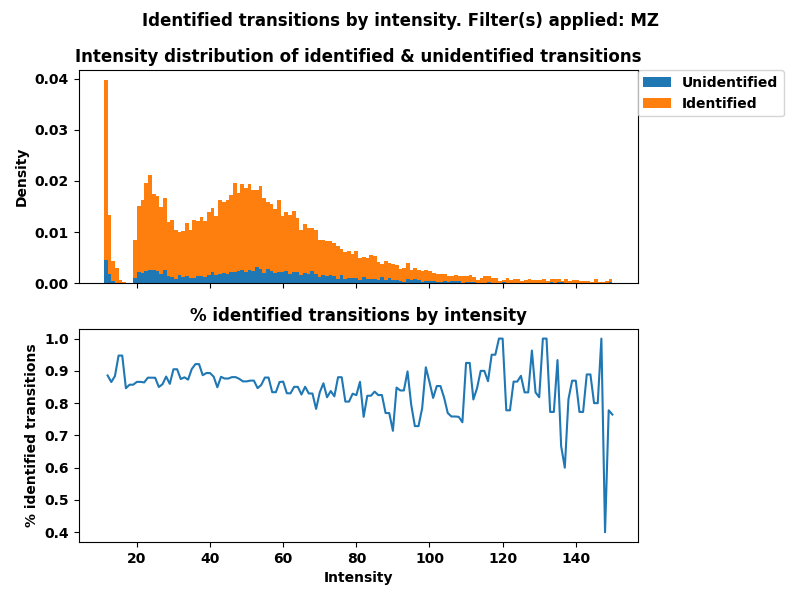 Identified transitions by intensity. Filter(s) applied: MZ
Intensity distribution of identified & unidentified transitions
Unidentified
Identified
Density
0.04
0.03
0.02
0.01
0.00
% identified transitions by intensity
% identified transitions
1.0
0.9
0.8
0.7
0.6
0.5
0.4
20 40 60 80 100 120 140
Intensity